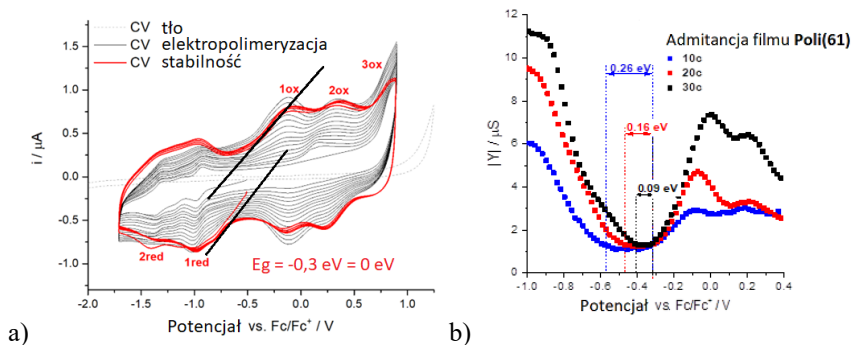 CV tło
CV elektropolimeryzacja
CV stabilność
1ox
2ox
3ox
2red
1red
Eg = -0,3 eV = 0 eV
i / µA
1.5
1.0
0.5
0.0
-0.5
-1.0
-2.0 -1.5 -1.0 -0.5 0.0 0.5 1.0
Potencjał vs. Fc/Fc⁺ / V
a)
Admitancja filmu Poli(61)
10c
20c
30c
0.26 eV
0.16 eV
0.09 eV
|Y| / µS
12
10
8
6
4
2
0
-1.0 -0.8 -0.6 -0.4 -0.2 0.0 0.2 0.4
Potencjał vs. Fc/Fc⁺ / V
b)